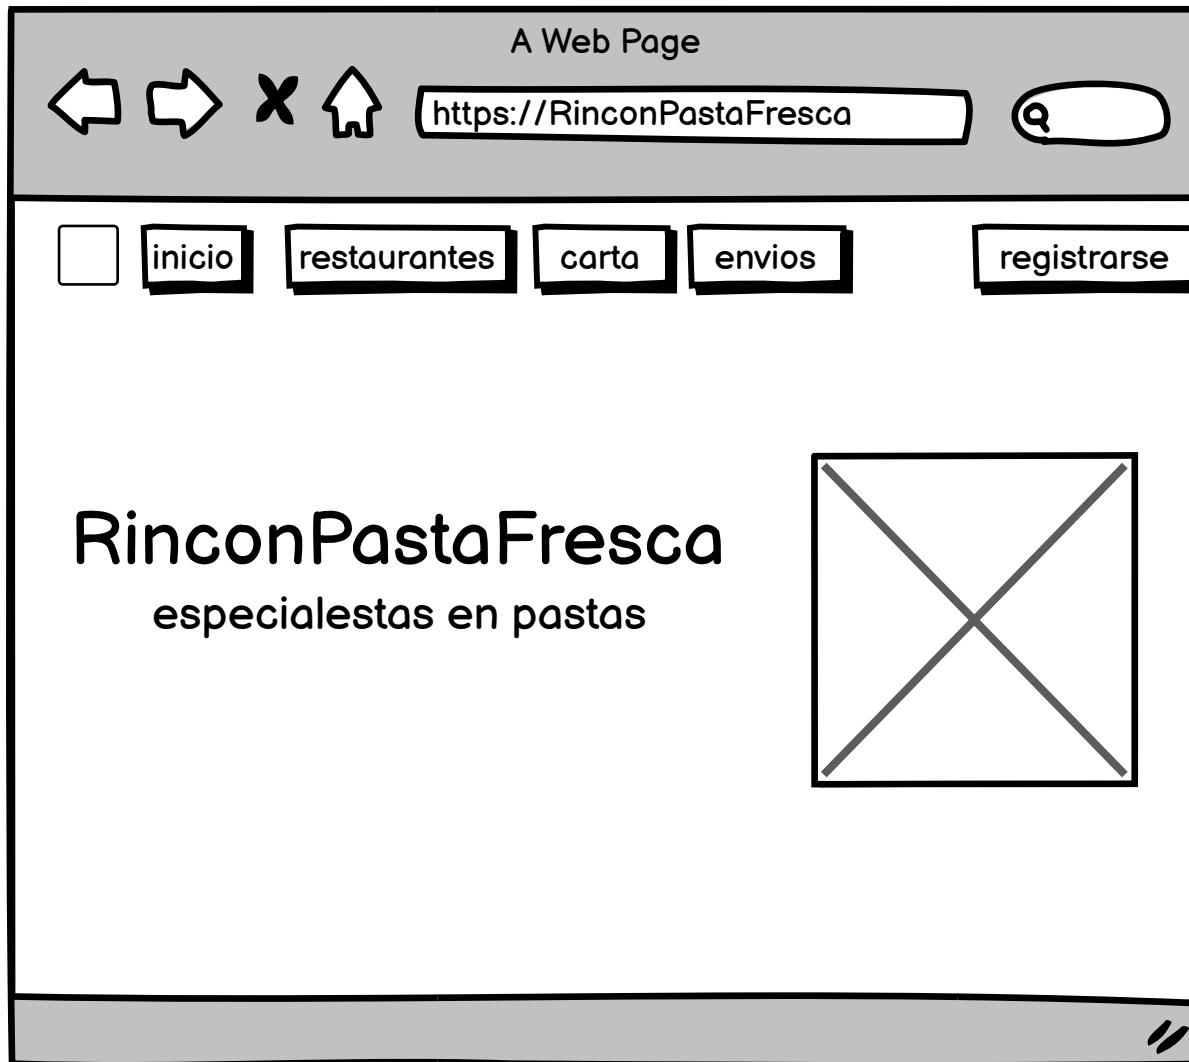 A Web Page
https://RinconPastaFresca
inicio restaurantes carta envios registrarse
RinconPastaFresca
especialestas en pastas